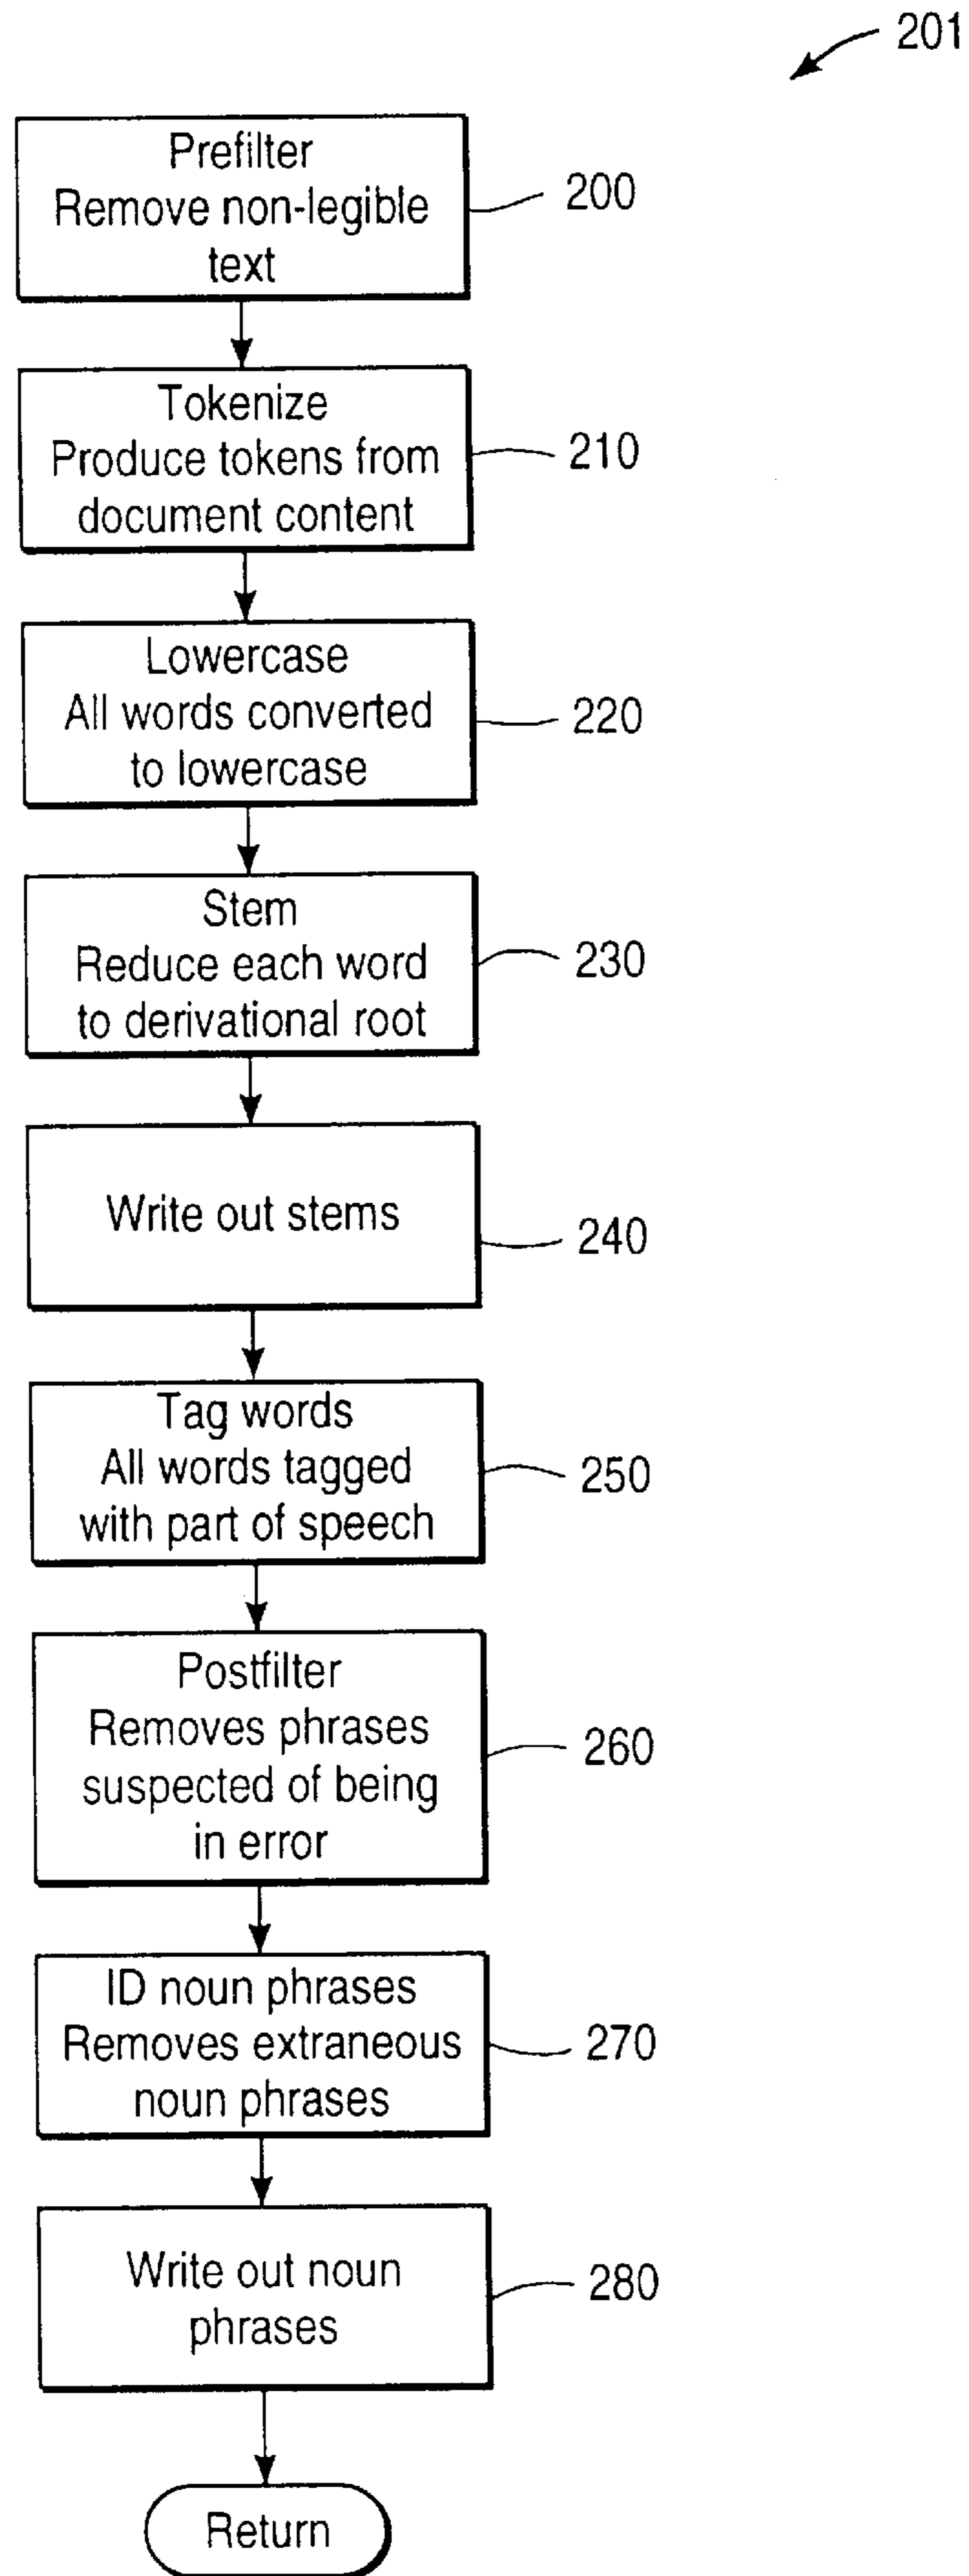 201
Prefilter
Remove non-legible
text
200
Tokenize
Produce tokens from
document content
210
Lowercase
All words converted
to lowercase
220
Stem
Reduce each word
to derivational root
230
Write out stems
240
Tag words
All words tagged
with part of speech
250
Postfilter
Removes phrases
suspected of being
in error
260
ID noun phrases
Removes extraneous
noun phrases
270
Write out noun
phrases
280
Return